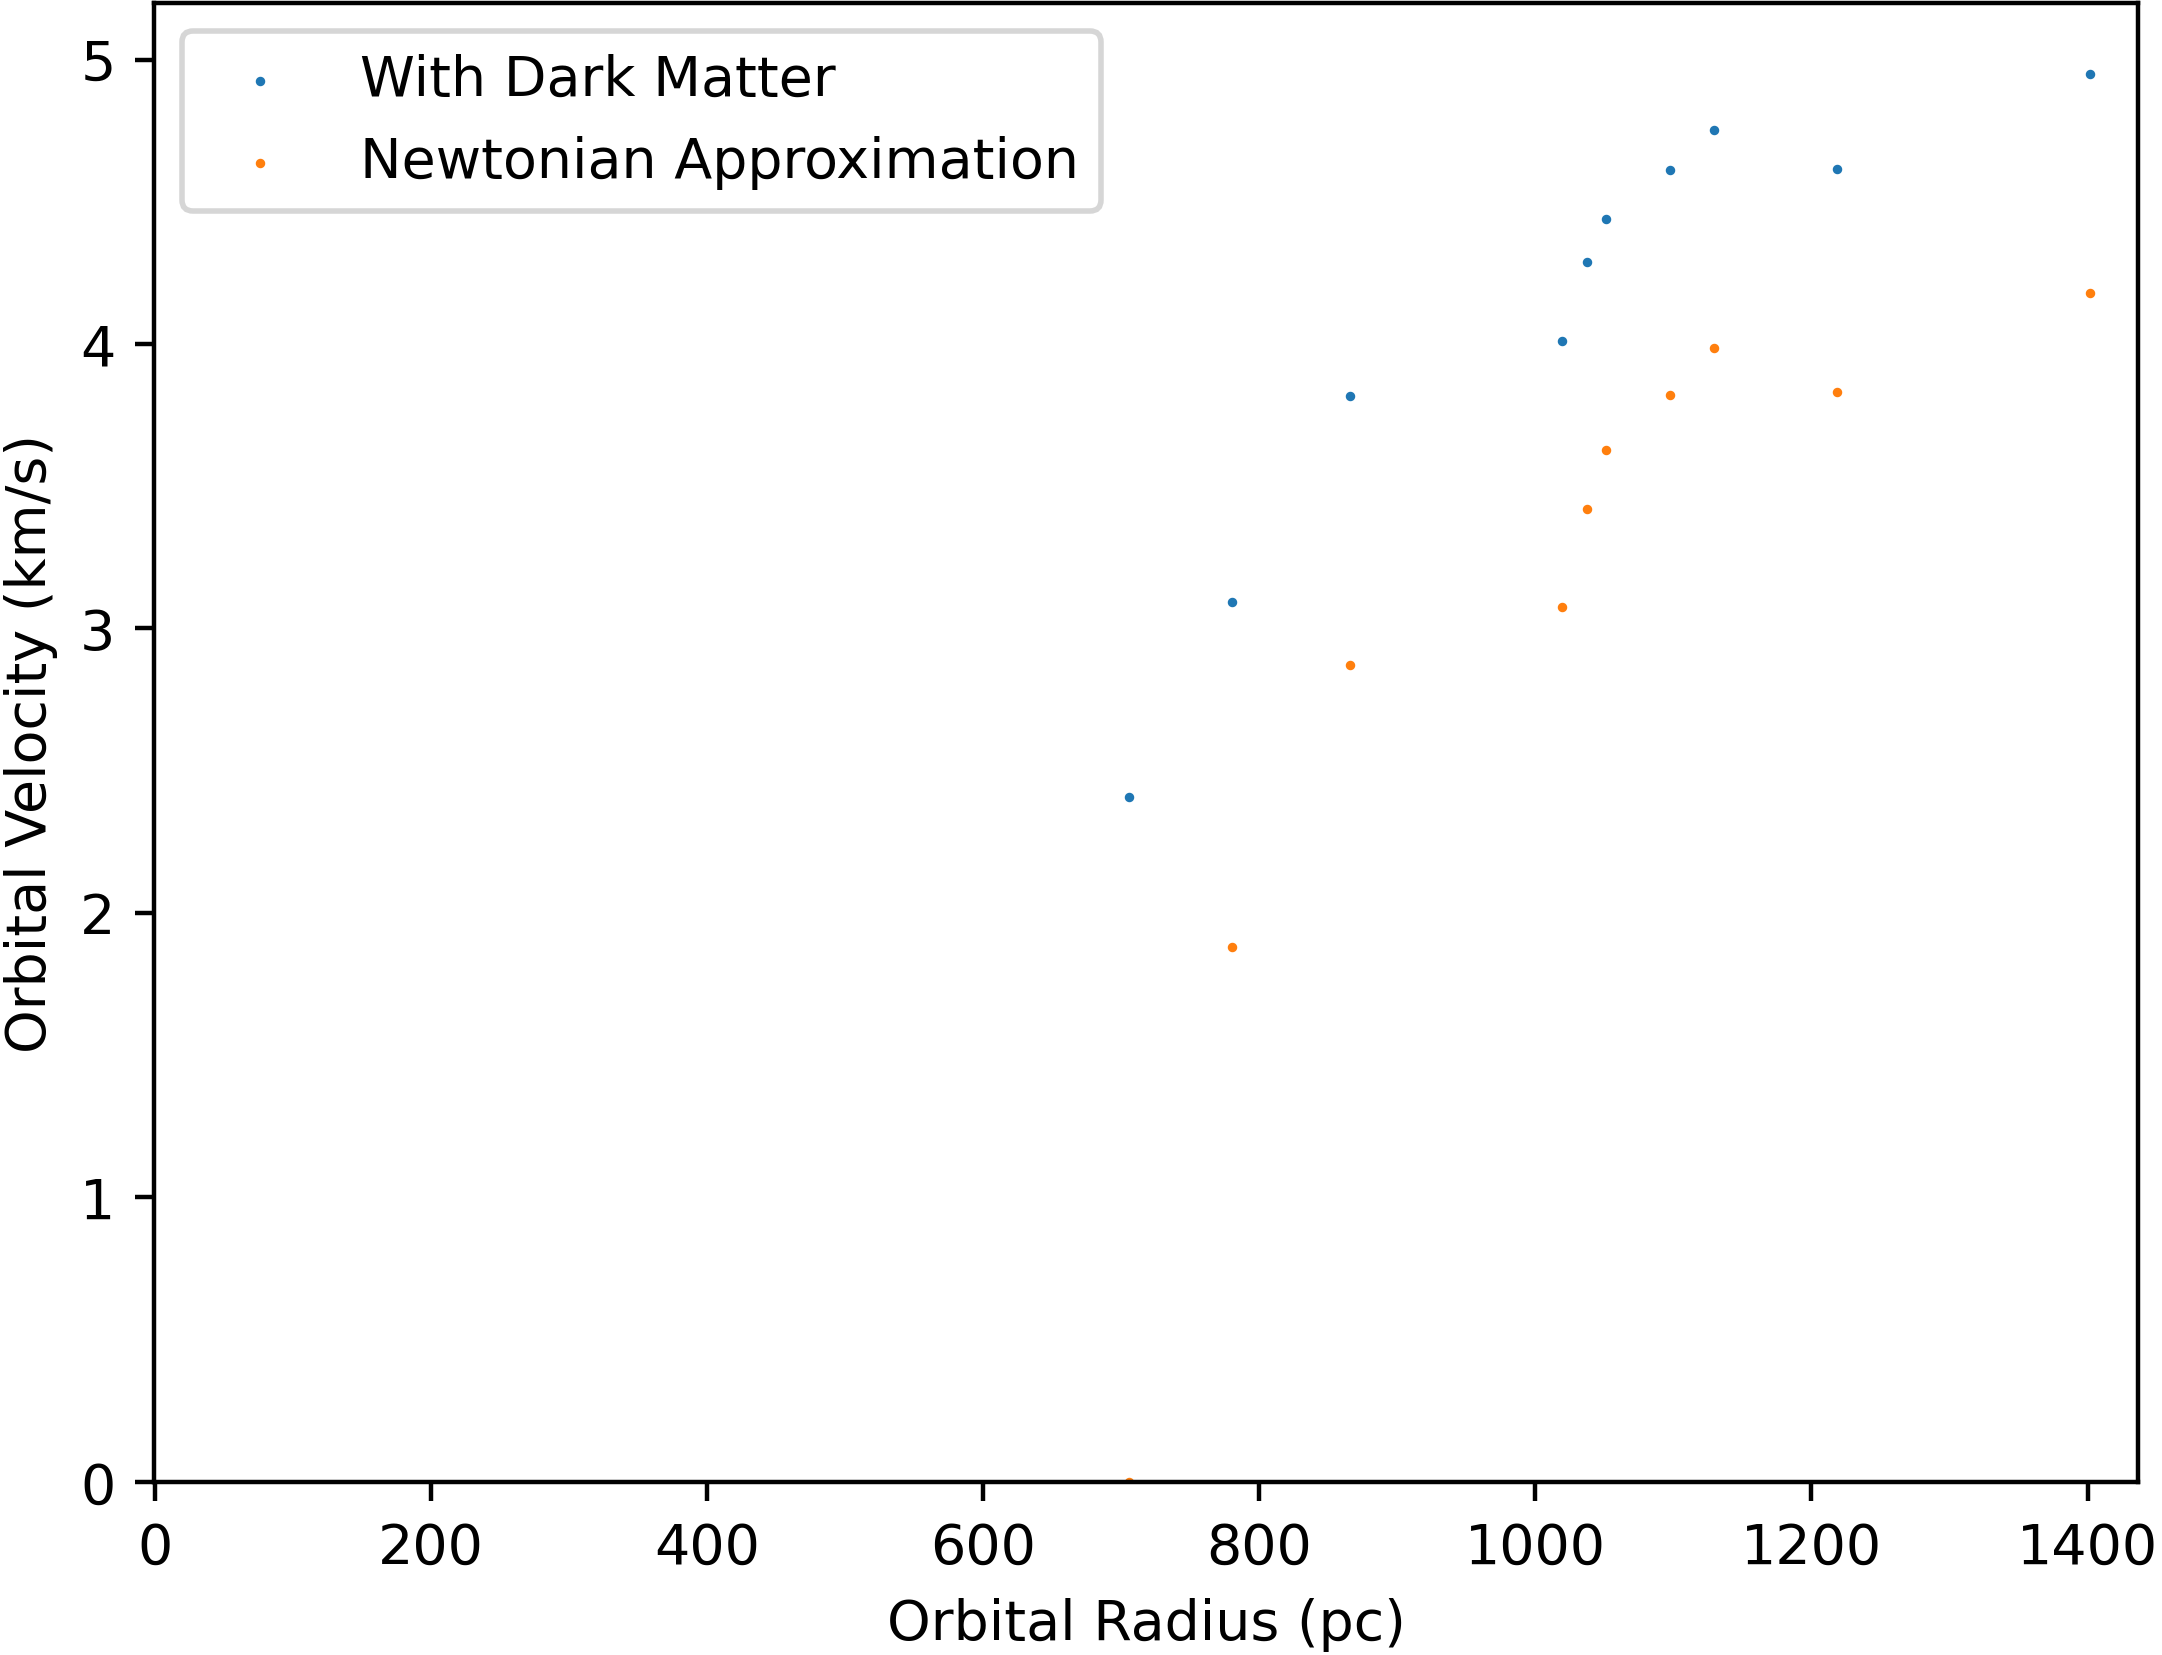 With Dark Matter
Newtonian Approximation
5
4
3
2
1
0
Orbital Velocity (km/s)
0 200 400 600 800 1000 1200 1400
Orbital Radius (pc)